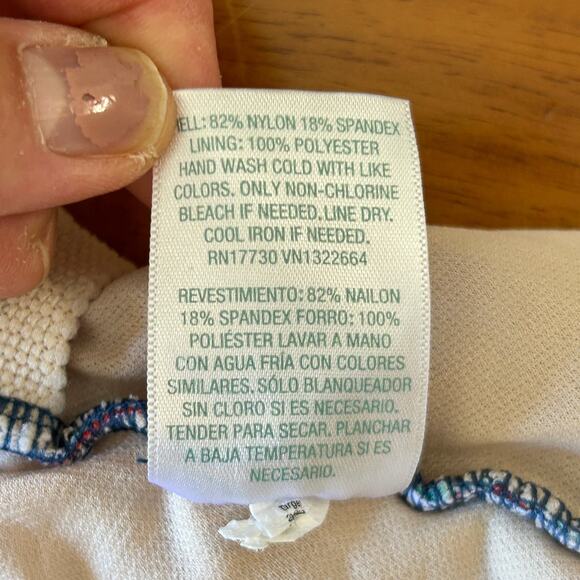 ELL: 82% NYLON 18% SPANDEX
LINING: 100% POLYESTER
HAND WASH COLD WITH LIKE
COLORS. ONLY NON-CHLORINE
BLEACH IF NEEDED.LINE DRY.
COOL IRON IF NEEDED.
RN17730 VN1322664
REVESTIMIENTO: 82% NAILON
18% SPANDEX FORRO: 100%
POLIÉSTER LAVAR A MANO
CON AGUA FRÍA CON COLORES
SIMILARES. SÓLO BLANQUEADOR
SIN CLORO SI ES NECESARIO.
TENDER PARA SECAR. PLANCHAR
A BAJA TEMPERATURA SI ES
NECESARIO.